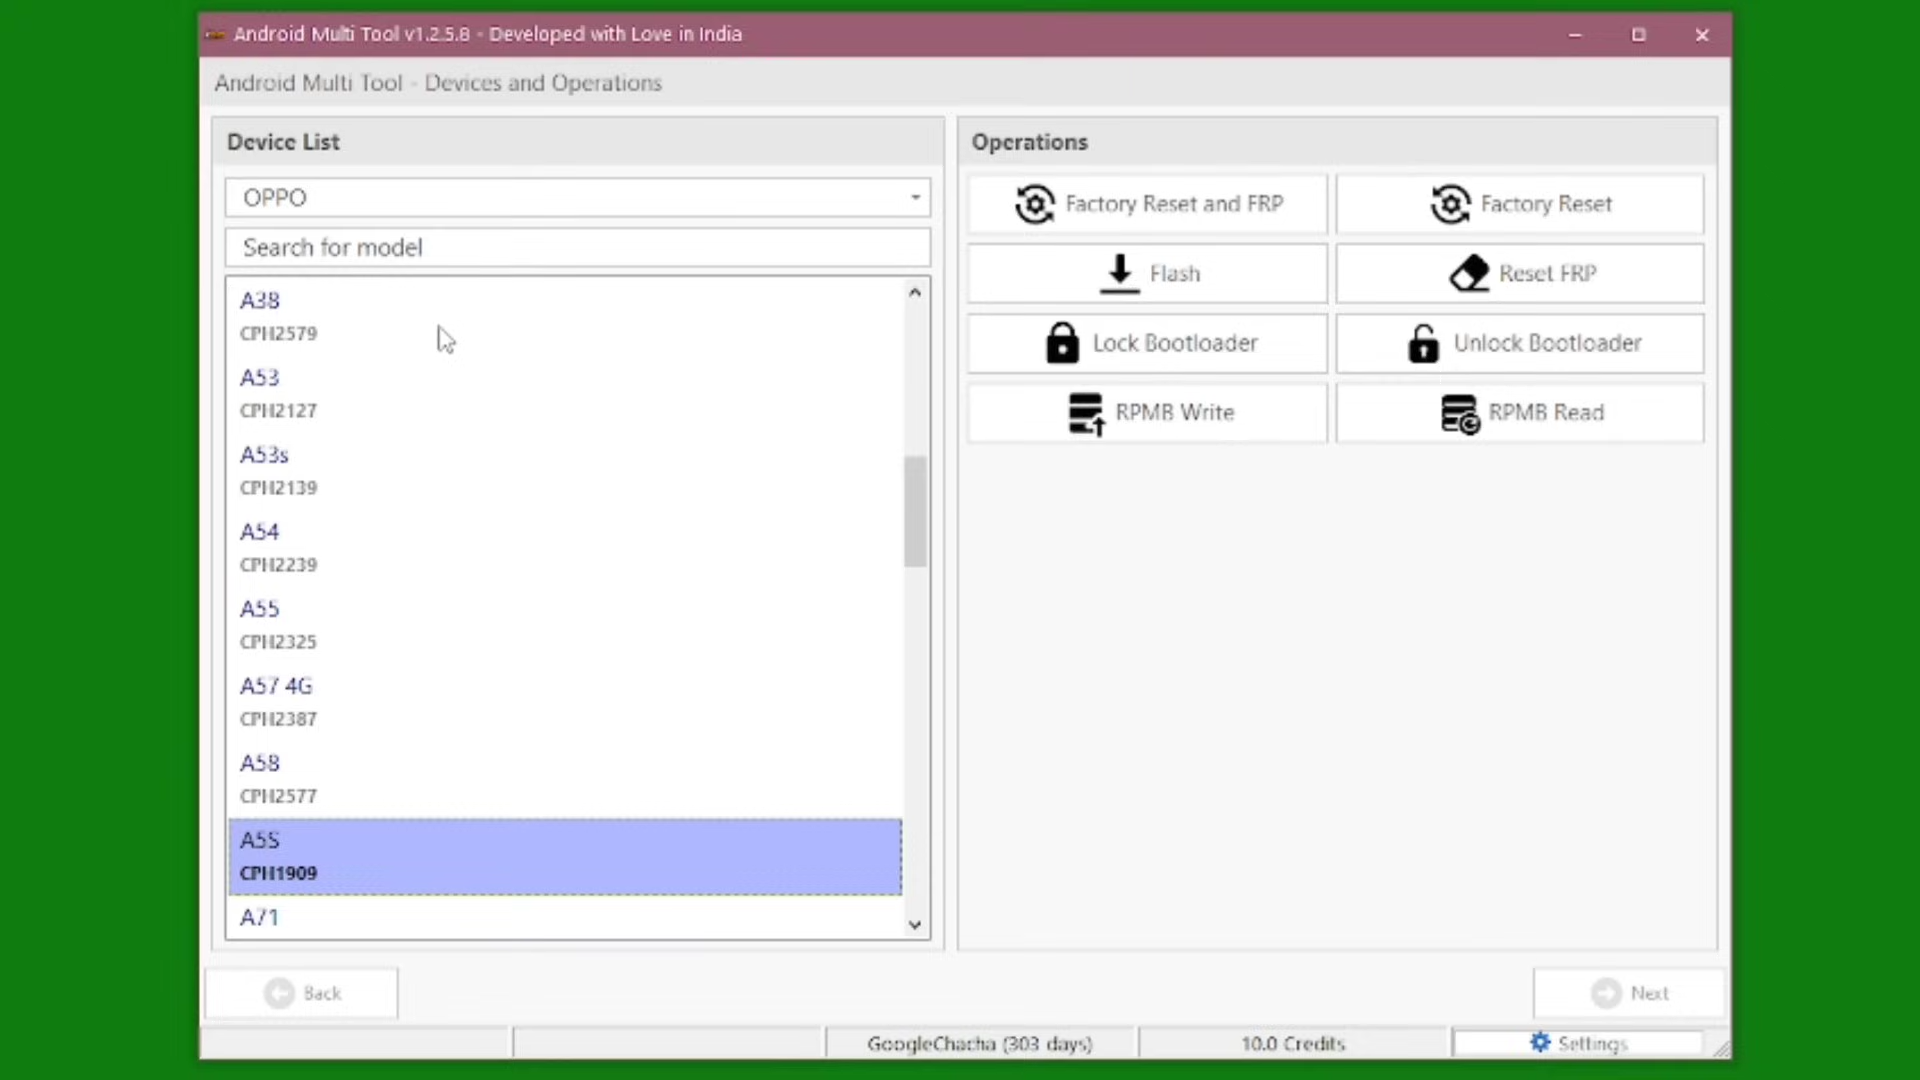 Android Multi Tool v1.2.5.8 - Developed with Love in India
Android Multi Tool - Devices and Operations
Device List
OPPO
Search for model
A38
CPH2579
A53
CPH2127
A53s
CPH2139
A54
CPH2239
A55
CPH2325
A57 4G
CPH2387
A58
CPH2577
A5S
CPH1909
A71
Operations
Factory Reset and FRP
Factory Reset
Flash
Reset FRP
Lock Bootloader
Unlock Bootloader
RPMB Write
RPMB Read
Back
Next
GoogleChacha (303 days)
10.0 Credits
Settings